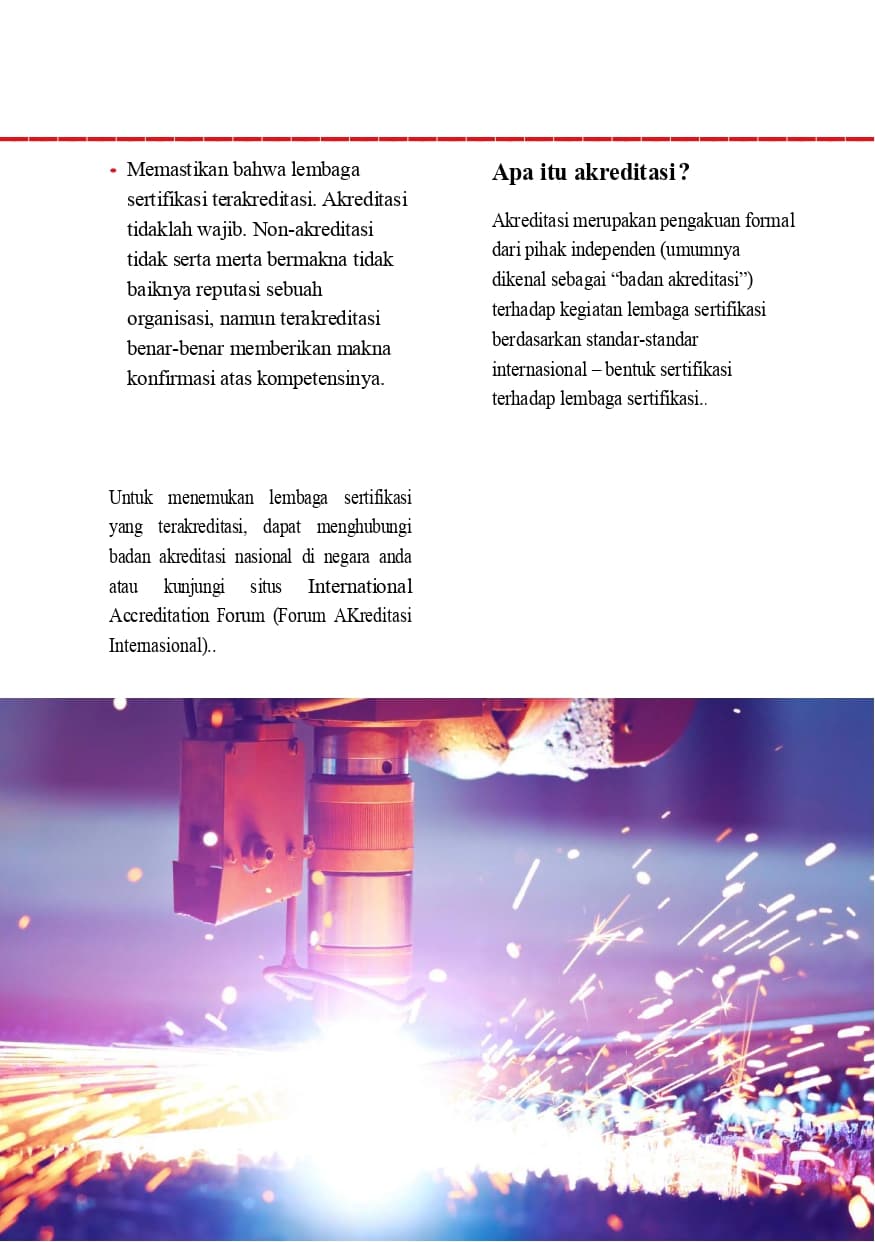 • Memastikan bahwa lembaga
sertifikasi terakreditasi. Akreditasi
tidaklah wajib. Non-akreditasi
tidak serta merta bermakna tidak
baiknya reputasi sebuah
organisasi, namun terakreditasi
benar-benar memberikan makna
konfirmasi atas kompetensinya.
Untuk menemukan lembaga sertifikasi
yang terakreditasi, dapat menghubungi
badan akreditasi nasional di negara anda
atau kunjungi situs International
Accreditation Forum (Forum AKreditasi
Internasional)..
Apa itu akreditasi?
Akreditasi merupakan pengakuan formal
dari pihak independen (umumnya
dikenal sebagai “badan akreditasi”)
terhadap kegiatan lembaga sertifikasi
berdasarkan standar-standar
internasional – bentuk sertifikasi
terhadap lembaga sertifikasi..